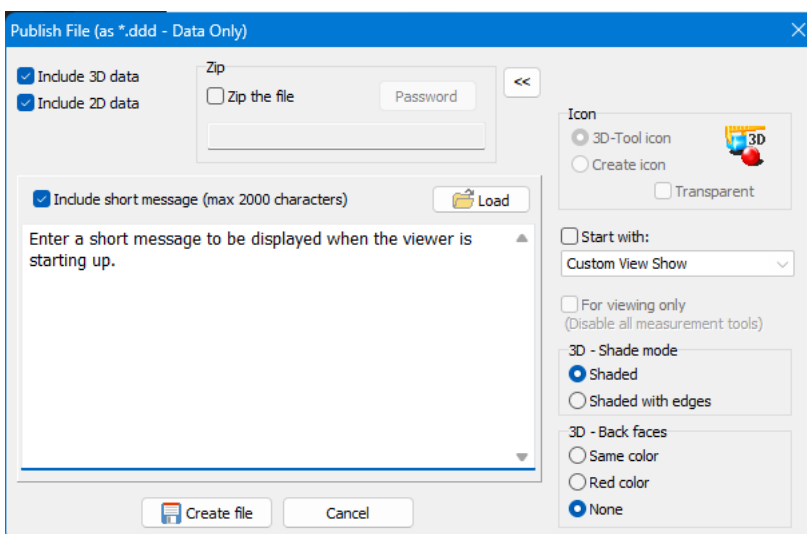 Publish File (as *.ddd - Data Only)
Include 3D data
Include 2D data
Zip
Zip the file
Password
<<
Include short message (max 2000 characters)
Load
Enter a short message to be displayed when the viewer is
starting up.
Create file
Cancel
Icon
3D-Tool icon
3D
Create icon
Transparent
Start with:
Custom View Show
For viewing only
(Disable all measurement tools)
3D - Shade mode
Shaded
Shaded with edges
3D - Back faces
Same color
Red color
None